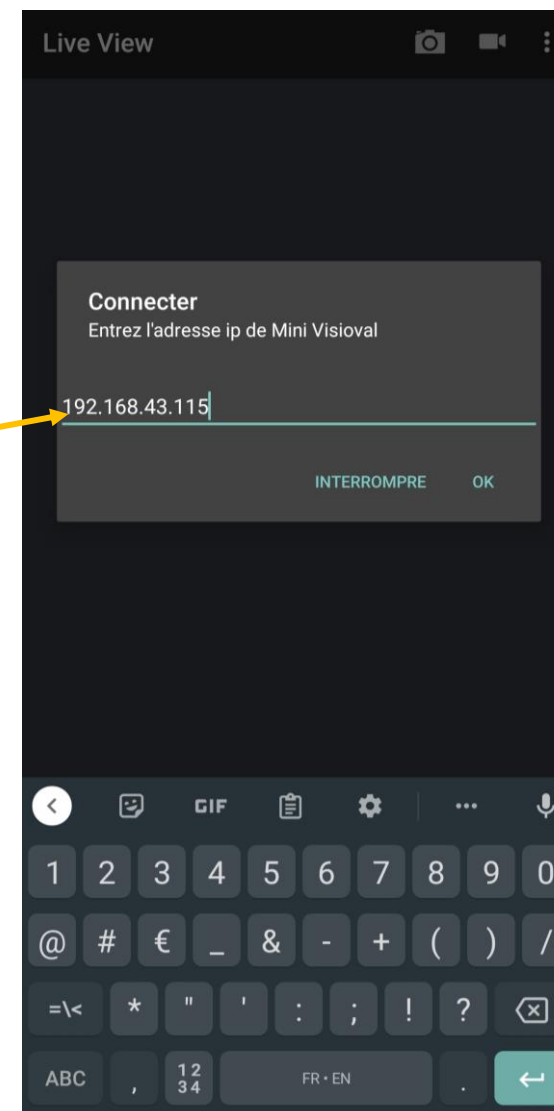 Live View
Connecter
Entrez l'adresse ip de Mini Visioval
192.168.43.115
INTERROMPRE OK
GIF
1 2 3 4 5 6 7 8 9 0
@ # € _ & - + ( ) /
=\< * " ' : ; ! ?
ABC , 12 34 FR • EN .